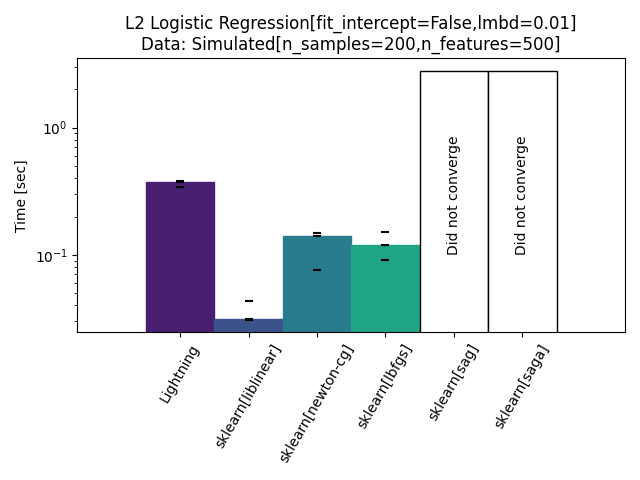 L2 Logistic Regression[fit_intercept=False,lmbd=0.01]
Data: Simulated[n_samples=200,n_features=500]
Time [sec]
10⁰
10⁻¹
Did not converge
Did not converge
Lightning
sklearn[liblinear]
sklearn[newton-cg]
sklearn[lbfgs]
sklearn[sag]
sklearn[saga]